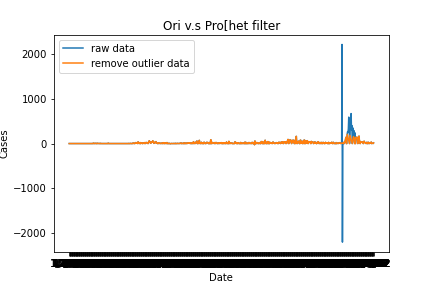 Ori v.s Pro[het filter
raw data
remove outlier data
2000
1000
0
−1000
−2000
Cases
Date